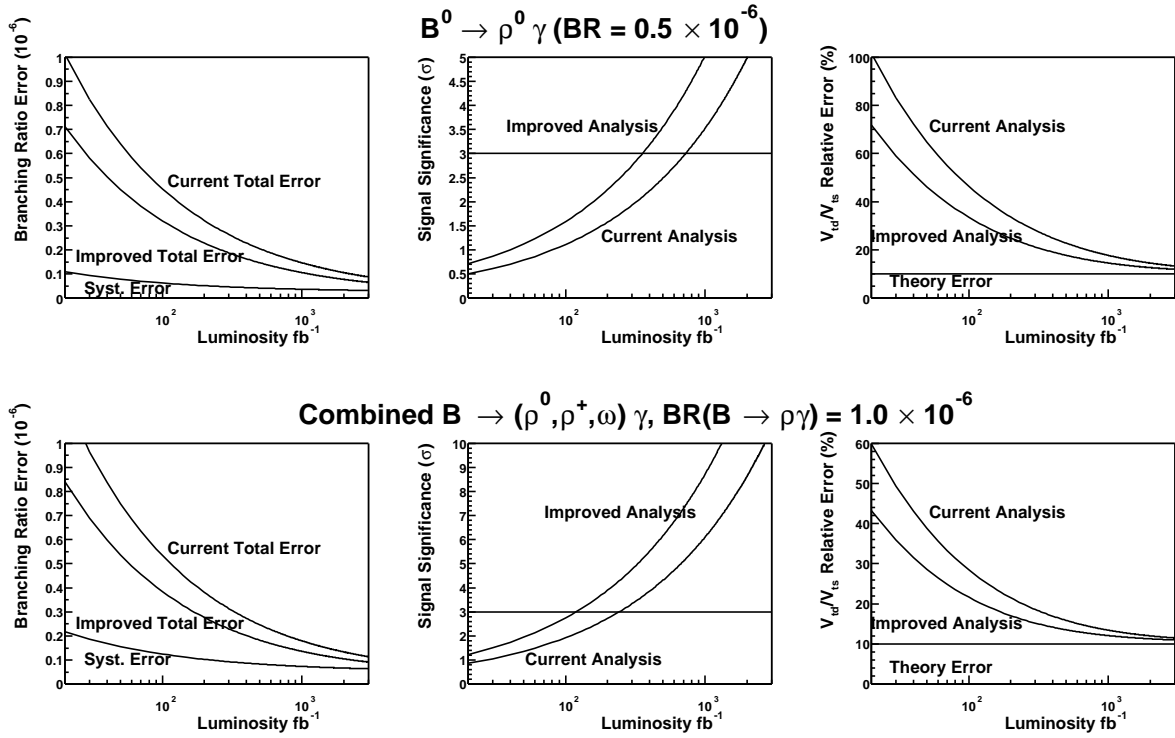 B⁰ → ρ⁰ γ (BR = 0.5 × 10⁻⁶)
Branching Ratio Error (10⁻⁶)
1
0.9
0.8
0.7
0.6
0.5
0.4
0.3
0.2
0.1
0
Current Total Error
Improved Total Error
Syst. Error
10²
10³
Luminosity fb⁻¹
Signal Significance (σ)
5
4.5
4
3.5
3
2.5
2
1.5
1
0.5
0
Improved Analysis
Current Analysis
10²
10³
Luminosity fb⁻¹
V_td/V_ts Relative Error (%)
100
80
60
40
20
0
Current Analysis
Improved Analysis
Theory Error
10²
10³
Luminosity fb⁻¹
Combined B → (ρ⁰,ρ⁺,ω) γ, BR(B → ργ) = 1.0 × 10⁻⁶
Branching Ratio Error (10⁻⁶)
1
0.9
0.8
0.7
0.6
0.5
0.4
0.3
0.2
0.1
0
Current Total Error
Improved Total Error
Syst. Error
10²
10³
Luminosity fb⁻¹
Signal Significance (σ)
10
9
8
7
6
5
4
3
2
1
0
Improved Analysis
Current Analysis
10²
10³
Luminosity fb⁻¹
V_td/V_ts Relative Error (%)
60
50
40
30
20
10
0
Current Analysis
Improved Analysis
Theory Error
10²
10³
Luminosity fb⁻¹